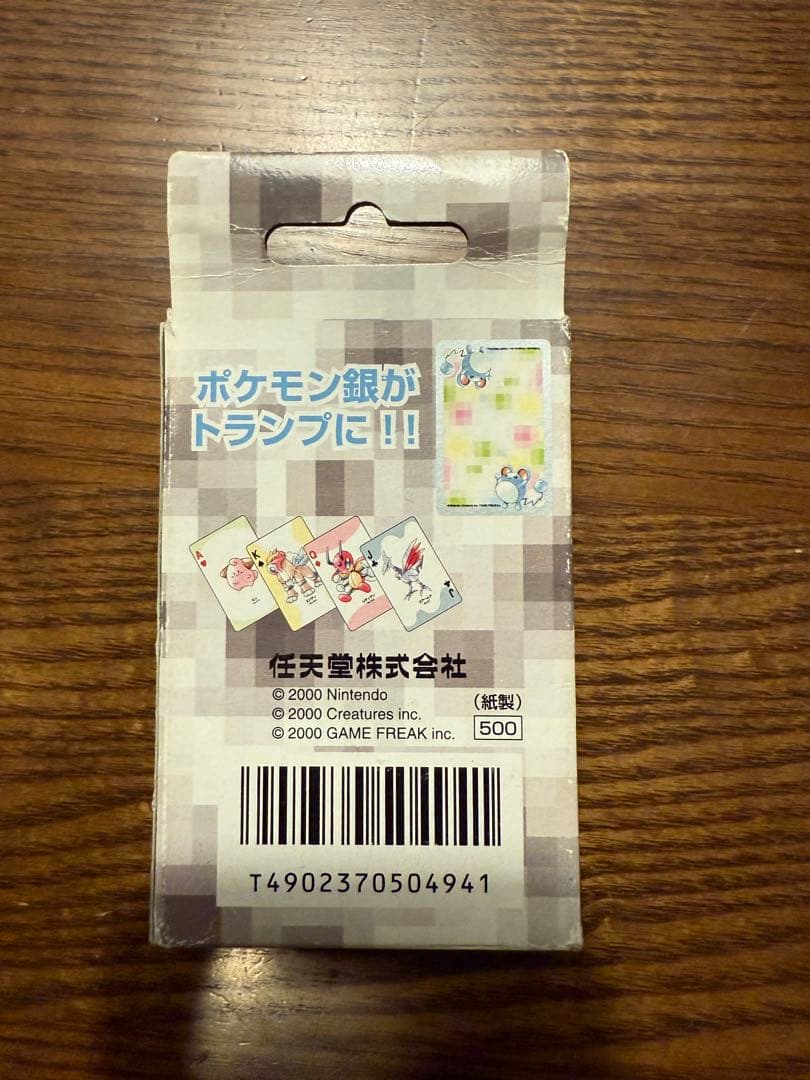 ポケモン銀が
トランプに!!
A
K
Q
J
J
任天堂株式会社
© 2000 Nintendo
© 2000 Creatures inc.
© 2000 GAME FREAK inc.
(紙製)
500
T4902370504941